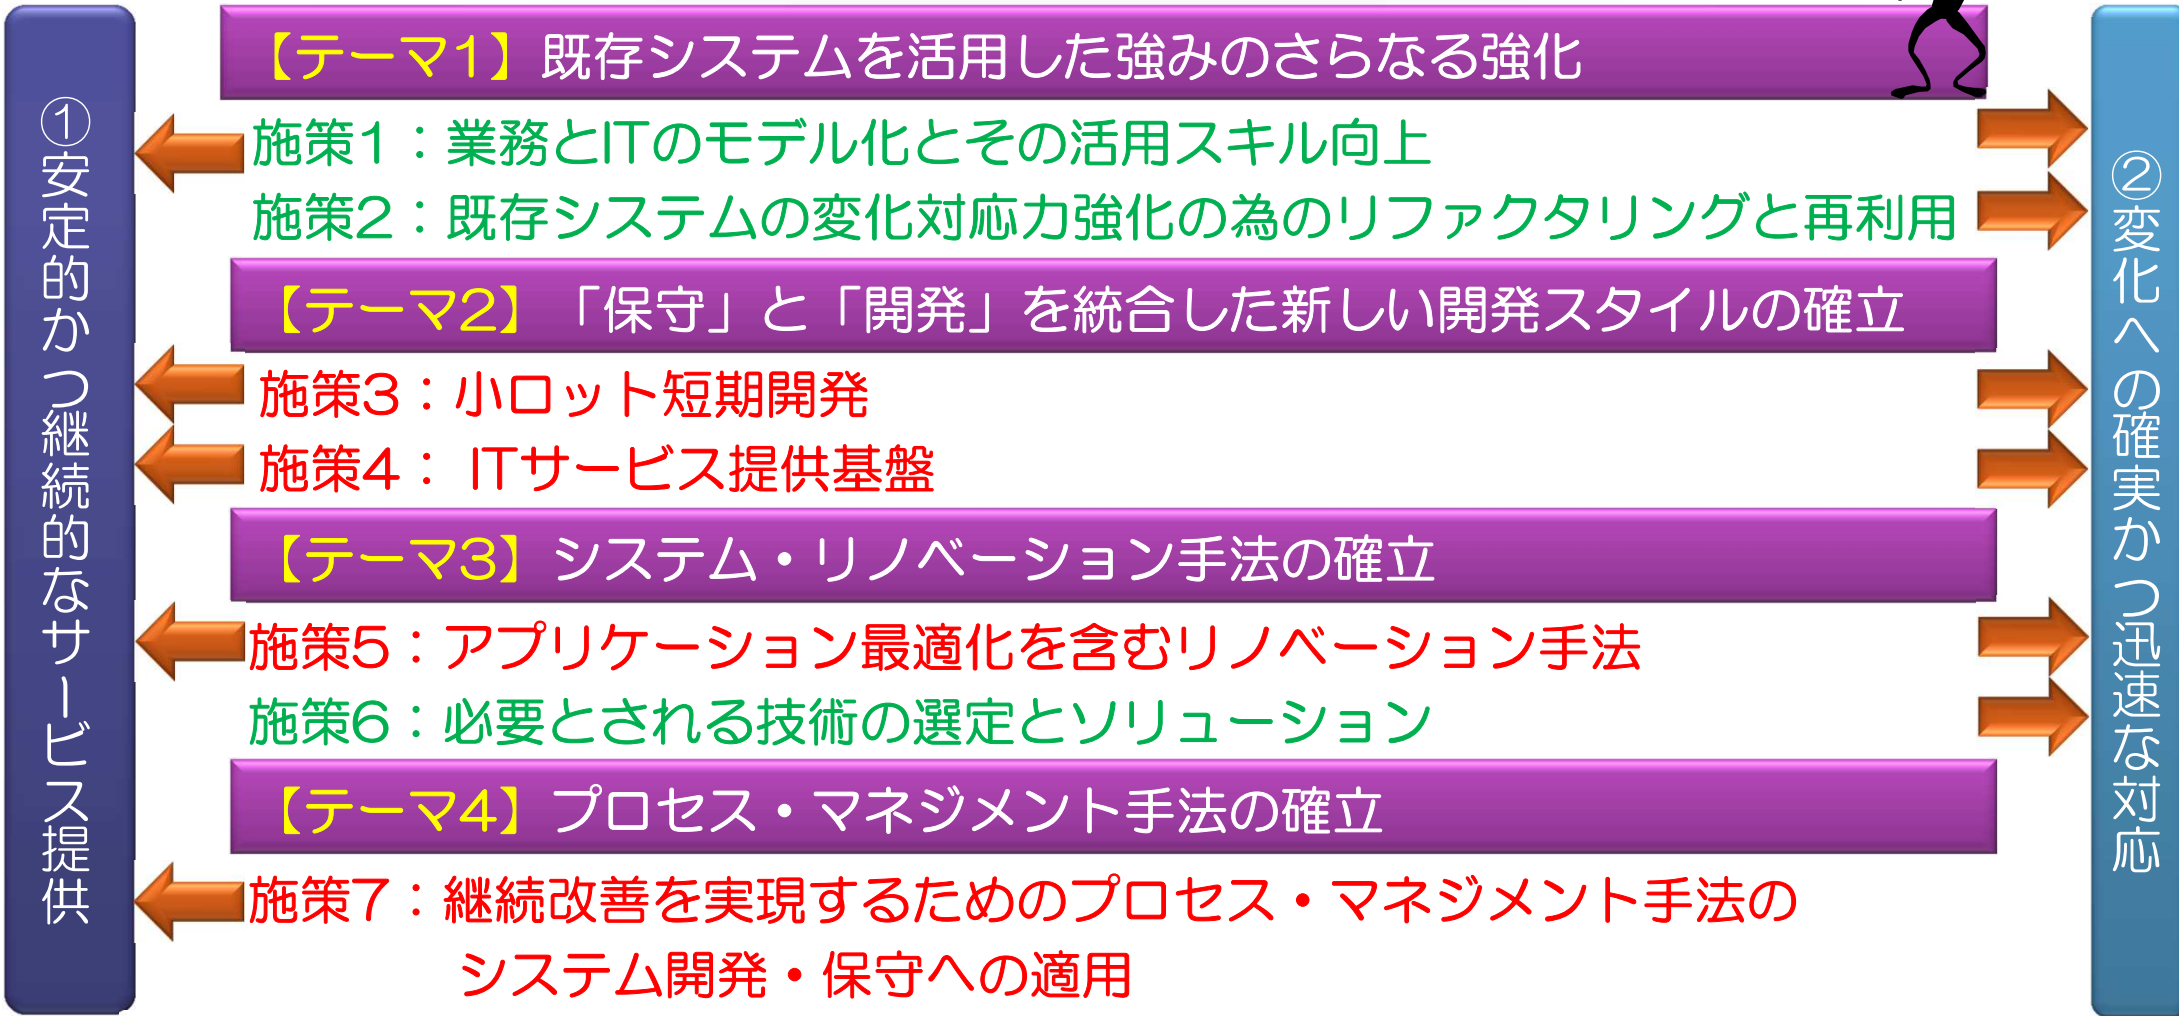 ①安定的かつ継続的なサービス提供
【テーマ1】既存システムを活用した強みのさらなる強化
施策1：業務とITのモデル化とその活用スキル向上
施策2：既存システムの変化対応力強化の為のリファクタリングと再利用
【テーマ2】「保守」と「開発」を統合した新しい開発スタイルの確立
施策3：小ロット短期開発
施策4： ITサービス提供基盤
【テーマ3】システム・リノベーション手法の確立
施策5：アプリケーション最適化を含むリノベーション手法
施策6：必要とされる技術の選定とソリューション
【テーマ4】プロセス・マネジメント手法の確立
施策7：継続改善を実現するためのプロセス・マネジメント手法の
システム開発・保守への適用
②変化への確実かつ迅速な対応